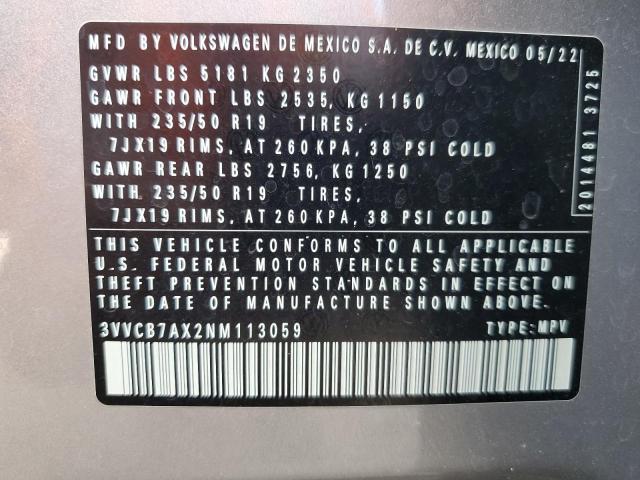 MFD BY VOLKSWAGEN DE MEXICO S.A. DE C.V. MEXICO 05/22
GVWR LBS 5181 KG 2350
GAWR FRONT LBS 2535, KG 1150
WITH 235/50 R19 TIRES,
7JX19 RIMS, AT 260 KPA, 38 PSI COLD
GAWR REAR LBS 2756, KG 1250
WITH 235/50 R19 TIRES,
7JX19 RIMS, AT 260 KPA, 38 PSI COLD
2014481 3725
THIS VEHICLE CONFORMS TO ALL APPLICABLE
U.S. FEDERAL MOTOR VEHICLE SAFETY AND
THEFT PREVENTION STANDARDS IN EFFECT ON
THE DATE OF MANUFACTURE SHOWN ABOVE.
3VVCB7AX2NM113059 TYPE: MPV